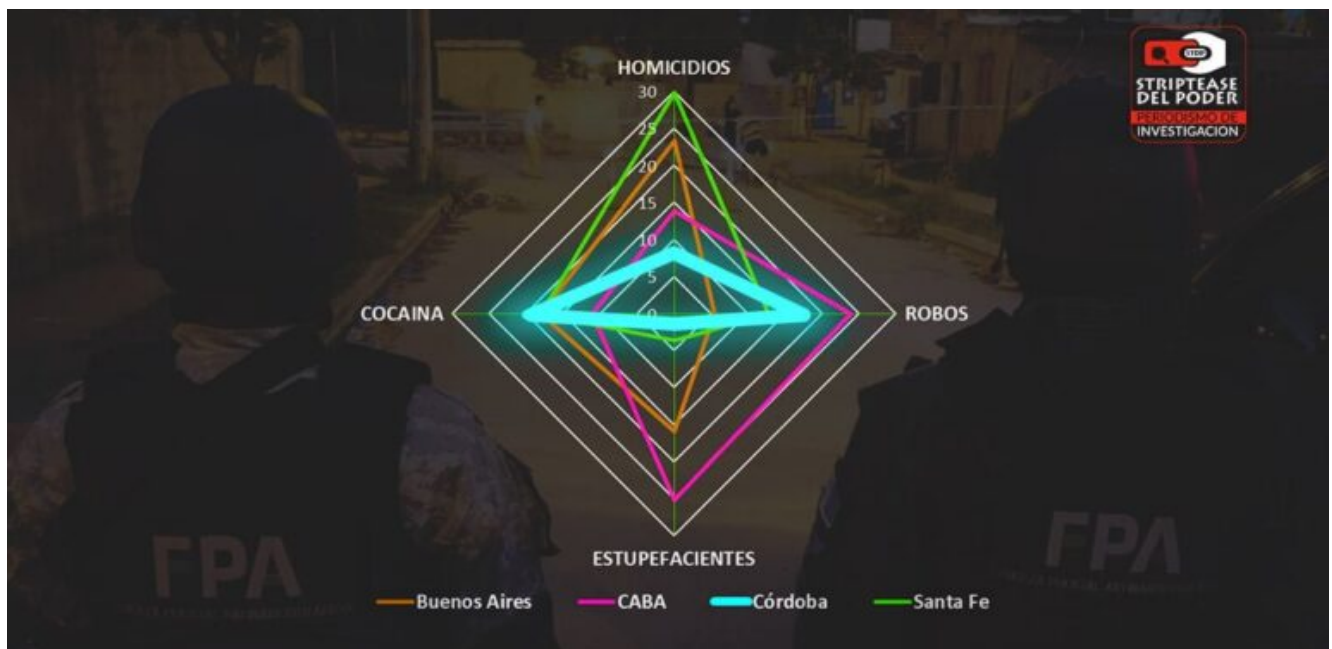 STOP
STRIPTEASE
DEL PODER
PERIODISMO DE
INVESTIGACION
HOMICIDIOS
30
25
20
15
10
5
0
COCAINA
ROBOS
ESTUPEFACIENTES
FPA
FPA
Buenos Aires
CABA
Córdoba
Santa Fe